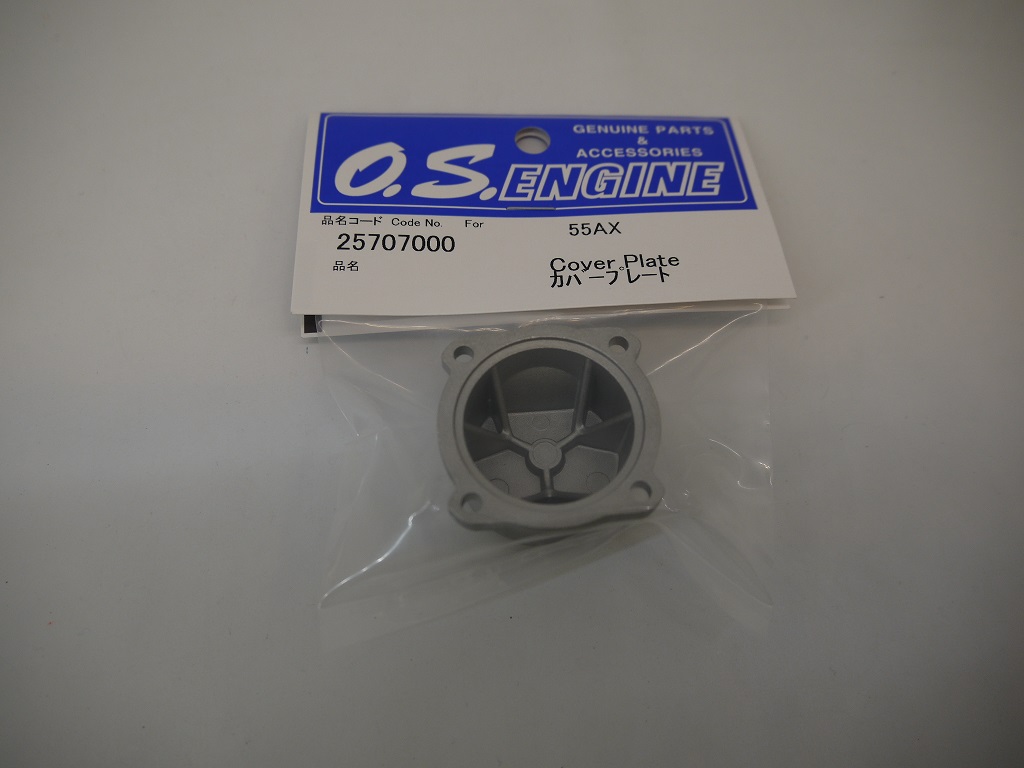 GENUINE PARTS
&
ACCESSORIES
O.S.ENGINE
品名コード Code No. For
25707000
55AX
品名
Cover Plate
カバープレート